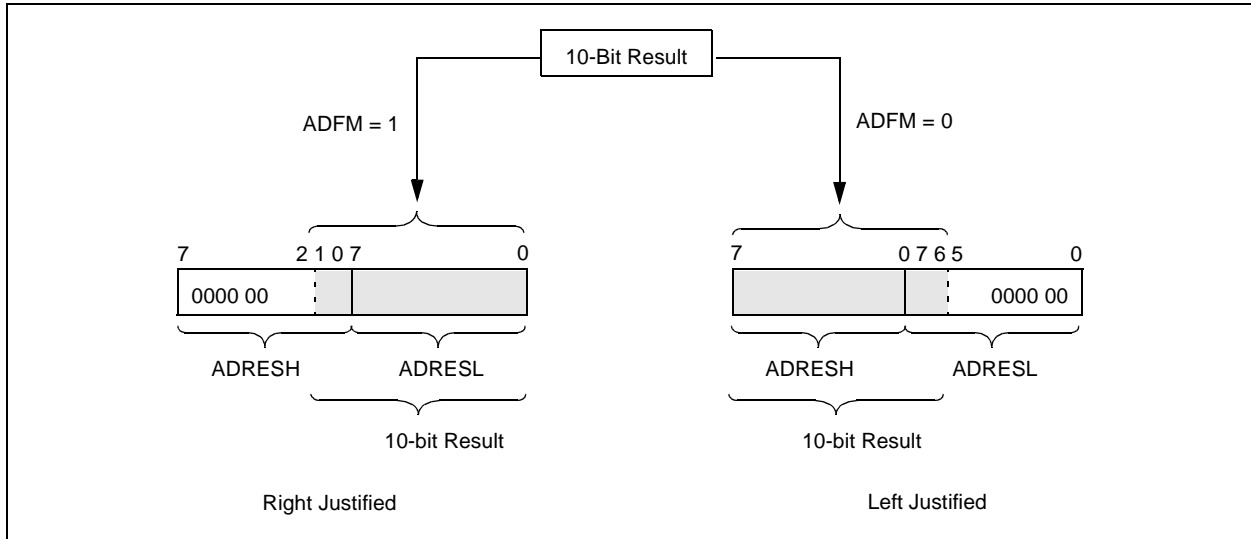 10-Bit Result
ADFM = 1
ADFM = 0
7 2 1 0 7 0
7 0 7 6 5 0
0000 00
0000 00
ADRESH
ADRESL
ADRESH
ADRESL
10-bit Result
10-bit Result
Right Justified
Left Justified